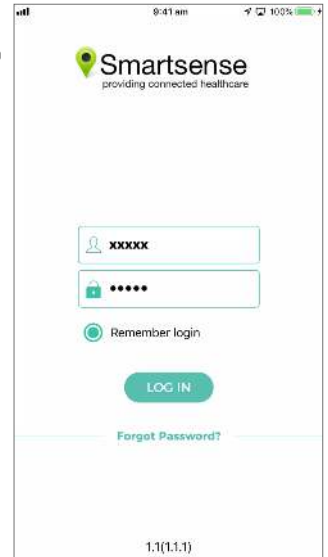 9:41 am
100%
Smartsense
providing connected healthcare
xxxxx
•••••
Remember login
LOG IN
Forgot Password?
1.1(1.1.1)